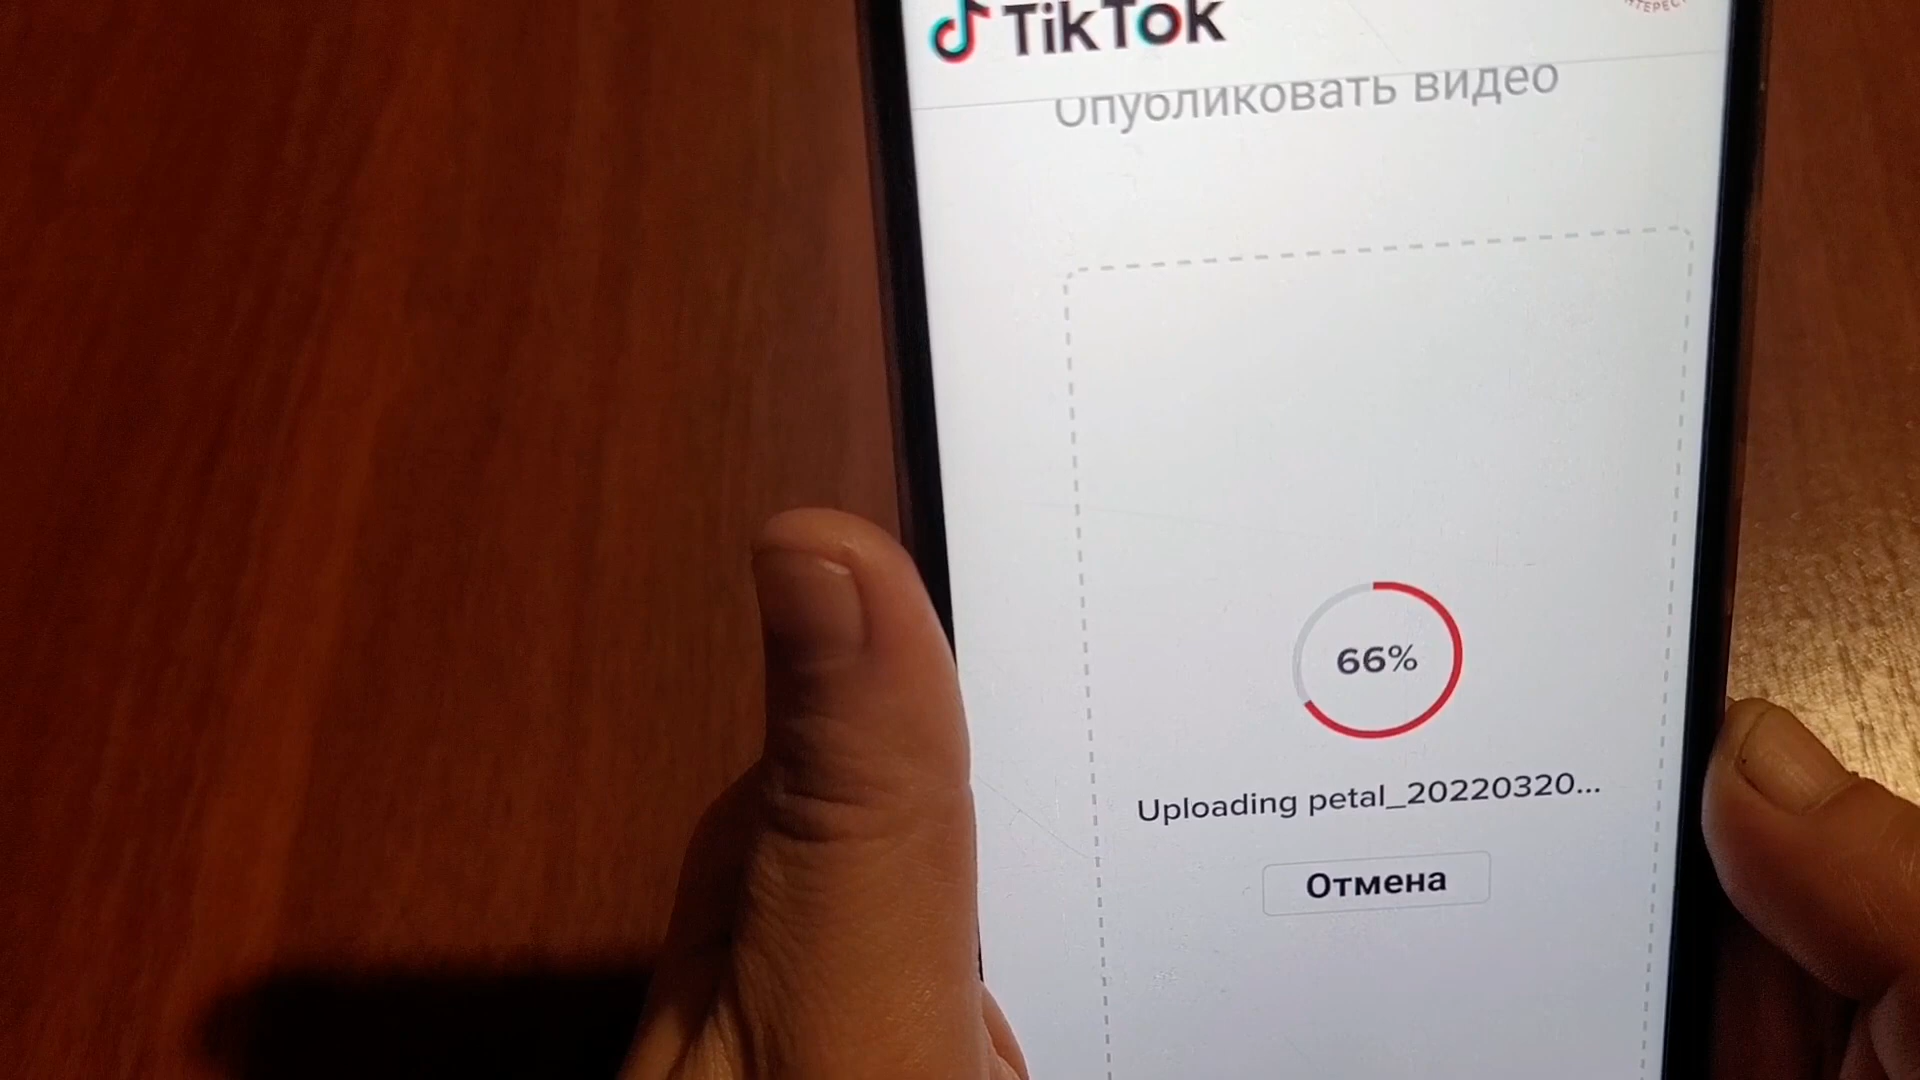 TikTok
Опубликовать видео
66%
Uploading petal_20220320...
Отмена